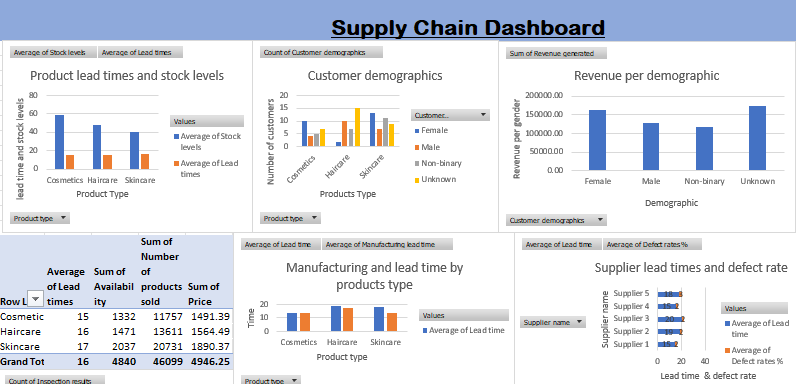 Supply Chain Dashboard
Average of Stock levels Average of Lead times
Product lead times and stock levels
lead time and stock levels
80
60
40
20
0
Cosmetics Haircare Skincare
Product Type
Values
Average of Stock
levels
Average of Lead
times
Product type
Count of Customer demographics
Customer demographics
Number of customers
20
15
10
5
0
Cosmetics Haircare Skincare
Products Type
Customer...
Female
Male
Non-binary
Unknown
Product type
Sum of Revenue generated
Revenue per demographic
Revenue per gender
200000.00
150000.00
100000.00
50000.00
0.00
Female Male Non-binary Unknown
Demographic
Customer demographics
Row L Average of Lead times Sum of Availability Sum of Number of products sold Sum of Price
Cosmetic 15 1332 11757 1491.39
Haircare 16 1471 13611 1564.49
Skincare 17 2037 20731 1890.37
Grand Tot 16 4840 46099 4946.25
Count of Inspection results
Average of Lead time Average of Manufacturing lead time
Manufacturing and lead time by
products type
Time
20
10
0
Cosmetics Haircare Skincare
Product type
Values
Average of Lead time
Product type
Average of Lead time Average of Defect rates%
Supplier lead times and defect rate
Supplier name
Supplier name
Supplier 5
Supplier 4
Supplier 3
Supplier 2
Supplier 1
0 20 40
Lead time & defect rate
Values
Average of Lead
time
Average of
Defect rates%